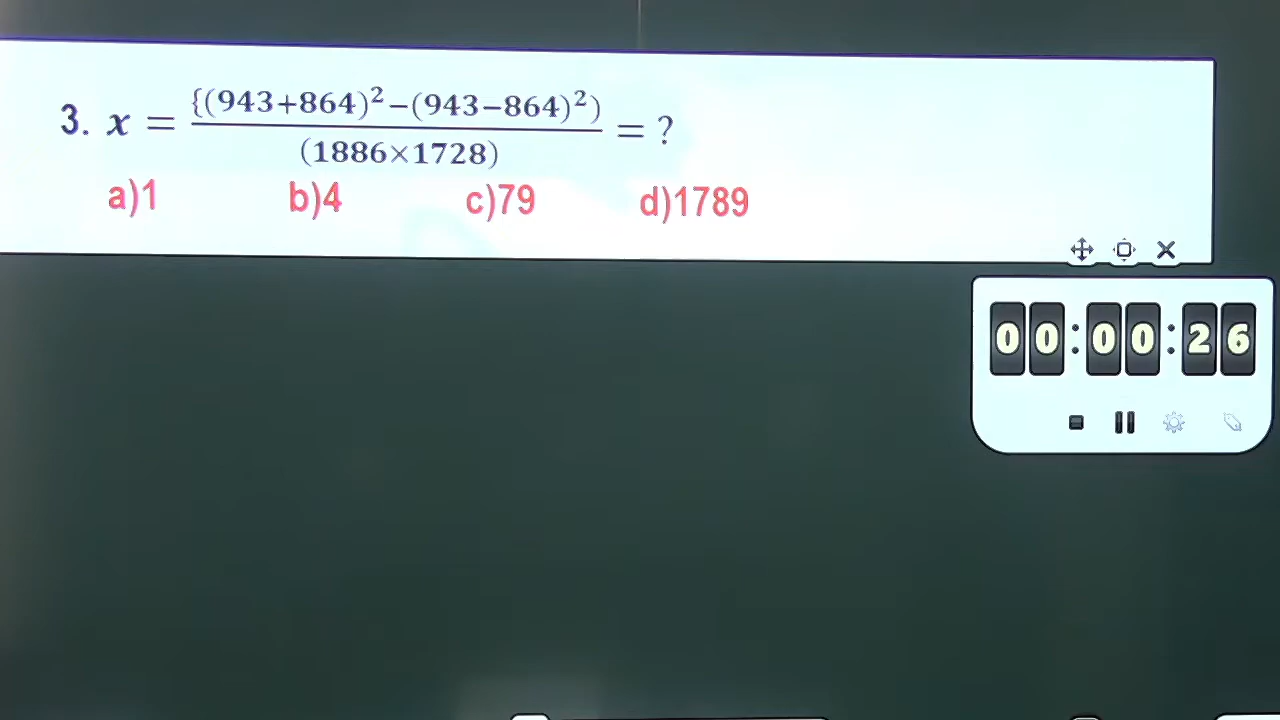 3. x = {(943+864)²−(943−864)²) / (1886×1728) = ?
a)1 b)4 c)79 d)1789
00:00:26